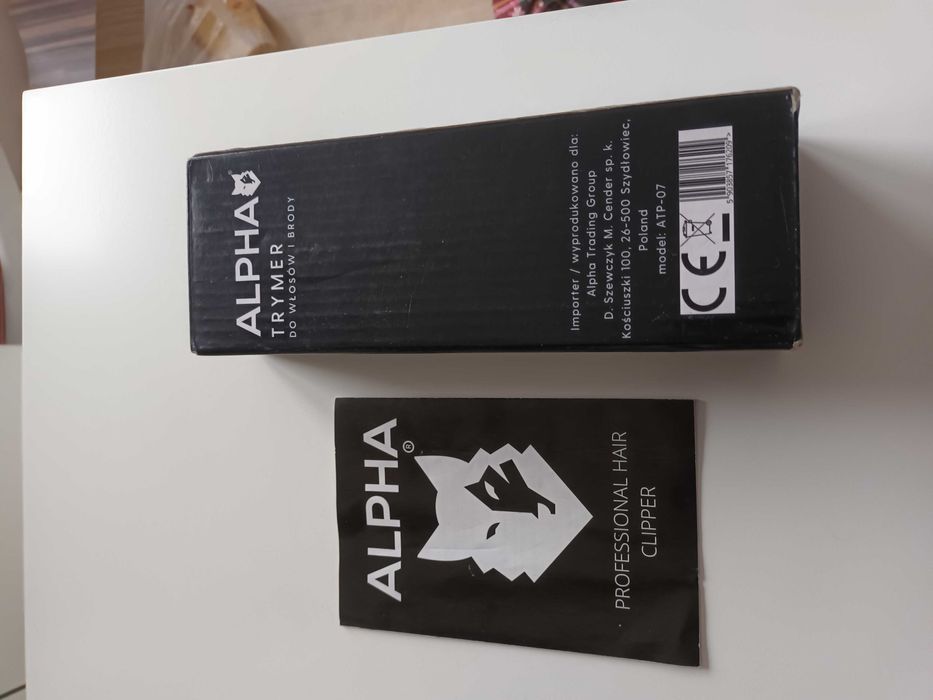 ALPHA
TRYMER
DO WŁOSÓW I BRODY
Importer / wyprodukowano dla:
Alpha Trading Group
D. Szewczyk M. Cender sp. k.
Kościuszki 100, 26-500 Szydłowiec,
Poland
model: ATP-07
CE
ALPHA®
PROFESSIONAL HAIR
CLIPPER